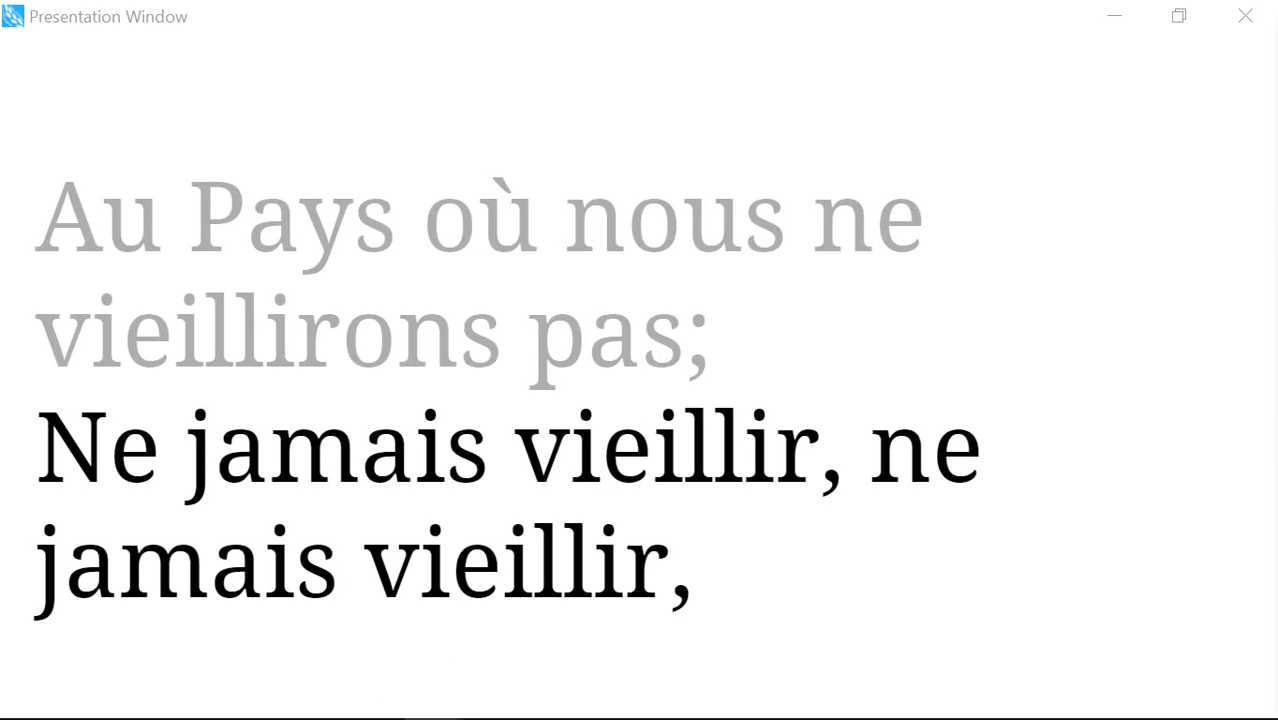 Presentation Window
Au Pays où nous ne
vieillirons pas;
Ne jamais vieillir, ne
jamais vieillir,